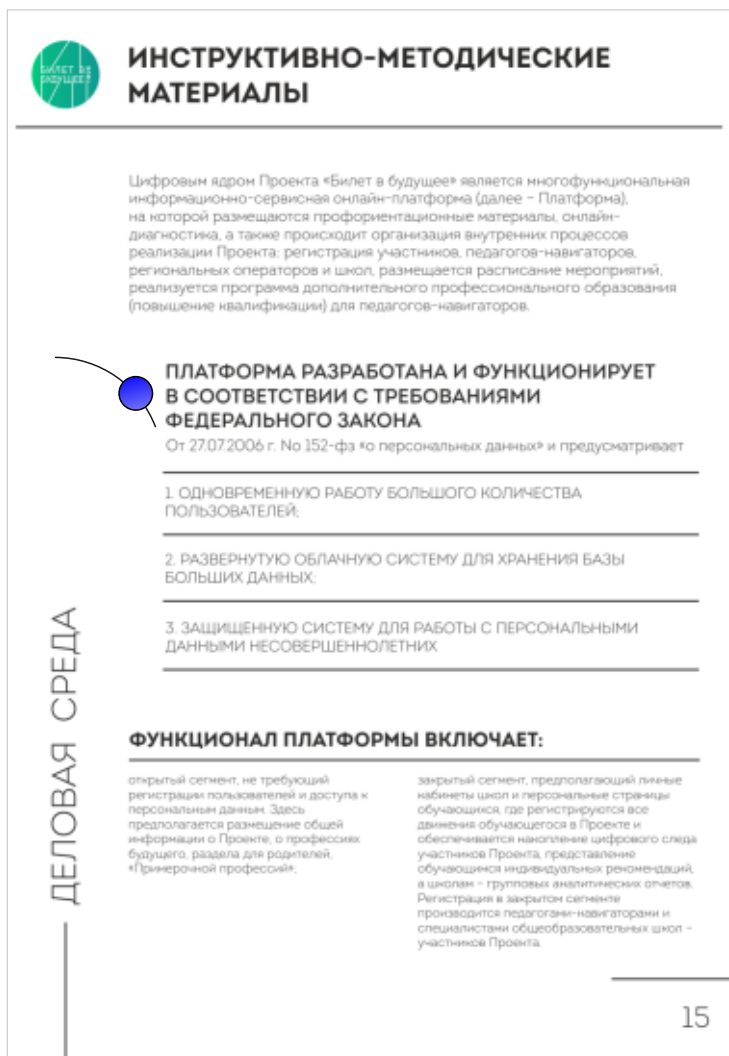 БИЛЕТ В
БУДУЩЕЕ
ИНСТРУКТИВНО-МЕТОДИЧЕСКИЕ
МАТЕРИАЛЫ
Цифровым ядром Проекта «Билет в будущее» является многофункциональная
информационно-сервисная онлайн-платформа (далее – Платформа),
на которой размещаются профориентационные материалы, онлайн-
диагностика, а также происходит организация внутренних процессов
реализации Проекта: регистрация участников, педагогов-навигаторов,
региональных операторов и школ, размещается расписание мероприятий,
реализуется программа дополнительного профессионального образования
(повышение квалификации) для педагогов-навигаторов.
ПЛАТФОРМА РАЗРАБОТАНА И ФУНКЦИОНИРУЕТ
В СООТВЕТСТВИИ С ТРЕБОВАНИЯМИ
ФЕДЕРАЛЬНОГО ЗАКОНА
От 27.07.2006 г. No 152-фз «о персональных данных» и предусматривает
1. ОДНОВРЕМЕННУЮ РАБОТУ БОЛЬШОГО КОЛИЧЕСТВА
ПОЛЬЗОВАТЕЛЕЙ;
2. РАЗВЕРНУТУЮ ОБЛАЧНУЮ СИСТЕМУ ДЛЯ ХРАНЕНИЯ БАЗЫ
БОЛЬШИХ ДАННЫХ;
3. ЗАЩИЩЕННУЮ СИСТЕМУ ДЛЯ РАБОТЫ С ПЕРСОНАЛЬНЫМИ
ДАННЫМИ НЕСОВЕРШЕННОЛЕТНИХ
ДЕЛОВАЯ СРЕДА
ФУНКЦИОНАЛ ПЛАТФОРМЫ ВКЛЮЧАЕТ:
открытый сегмент, не требующий
регистрации пользователей и доступа к
персональным данным. Здесь
предполагается размещение общей
информации о Проекте, о профессиях
будущего, раздела для родителей,
«Примерочной профессий»;
закрытый сегмент, предполагающий личные
кабинеты школ и персональные страницы
обучающихся, где регистрируются все
движения обучающегося в Проекте и
обеспечивается накопление цифрового следа
участников Проекта, представление
обучающимся индивидуальных рекомендаций,
а школам – групповых аналитических отчетов.
Регистрация в закрытом сегменте
производится педагогами-навигаторами и
специалистами общеобразовательных школ –
участников Проекта.
15